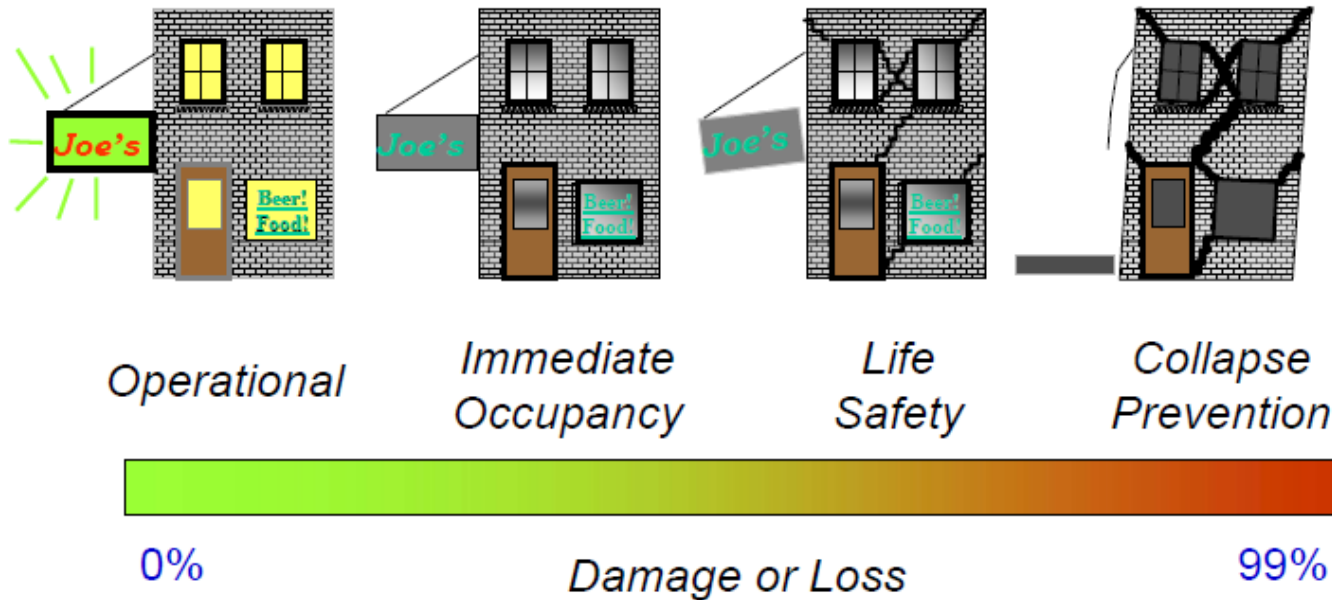 Joe's
Beer!
Food!
Joe's
Beer!
Food!
Joe's
Beer!
Food!
Operational
Immediate
Occupancy
Life
Safety
Collapse
Prevention
0%
Damage or Loss
99%